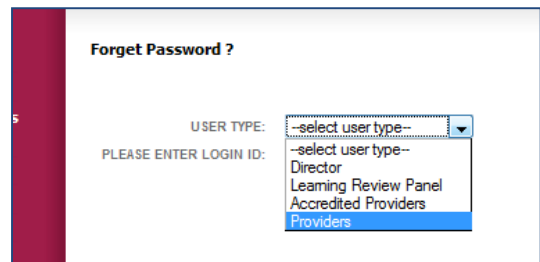 Forget Password ?
s
USER TYPE: --select user type--
PLEASE ENTER LOGIN ID:
--select user type--
Director
Learning Review Panel
Accredited Providers
Providers